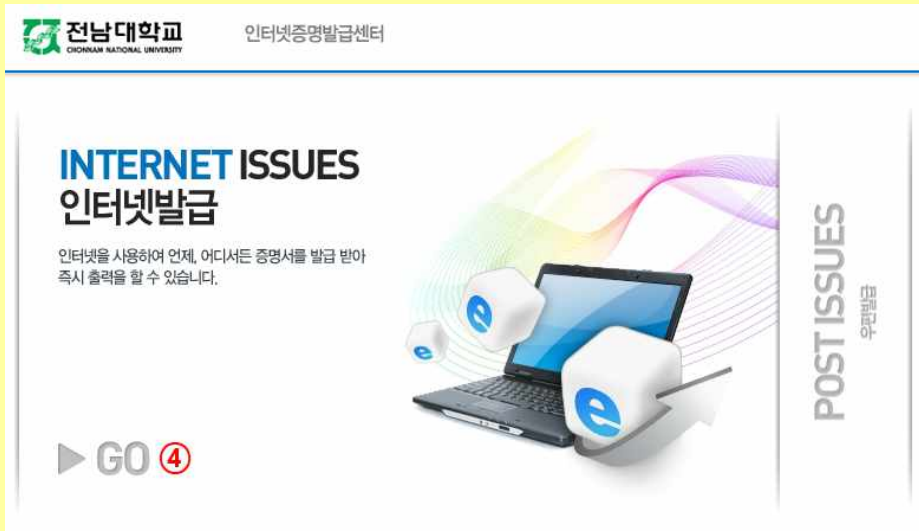 전남대학교
CHONNAM NATIONAL UNIVERSITY
인터넷증명발급센터
INTERNET ISSUES
인터넷발급
인터넷을 사용하여 언제, 어디서든 증명서를 발급 받아
즉시 출력을 할 수 있습니다.
GO ④
e
e
e
POST ISSUES
우편발급